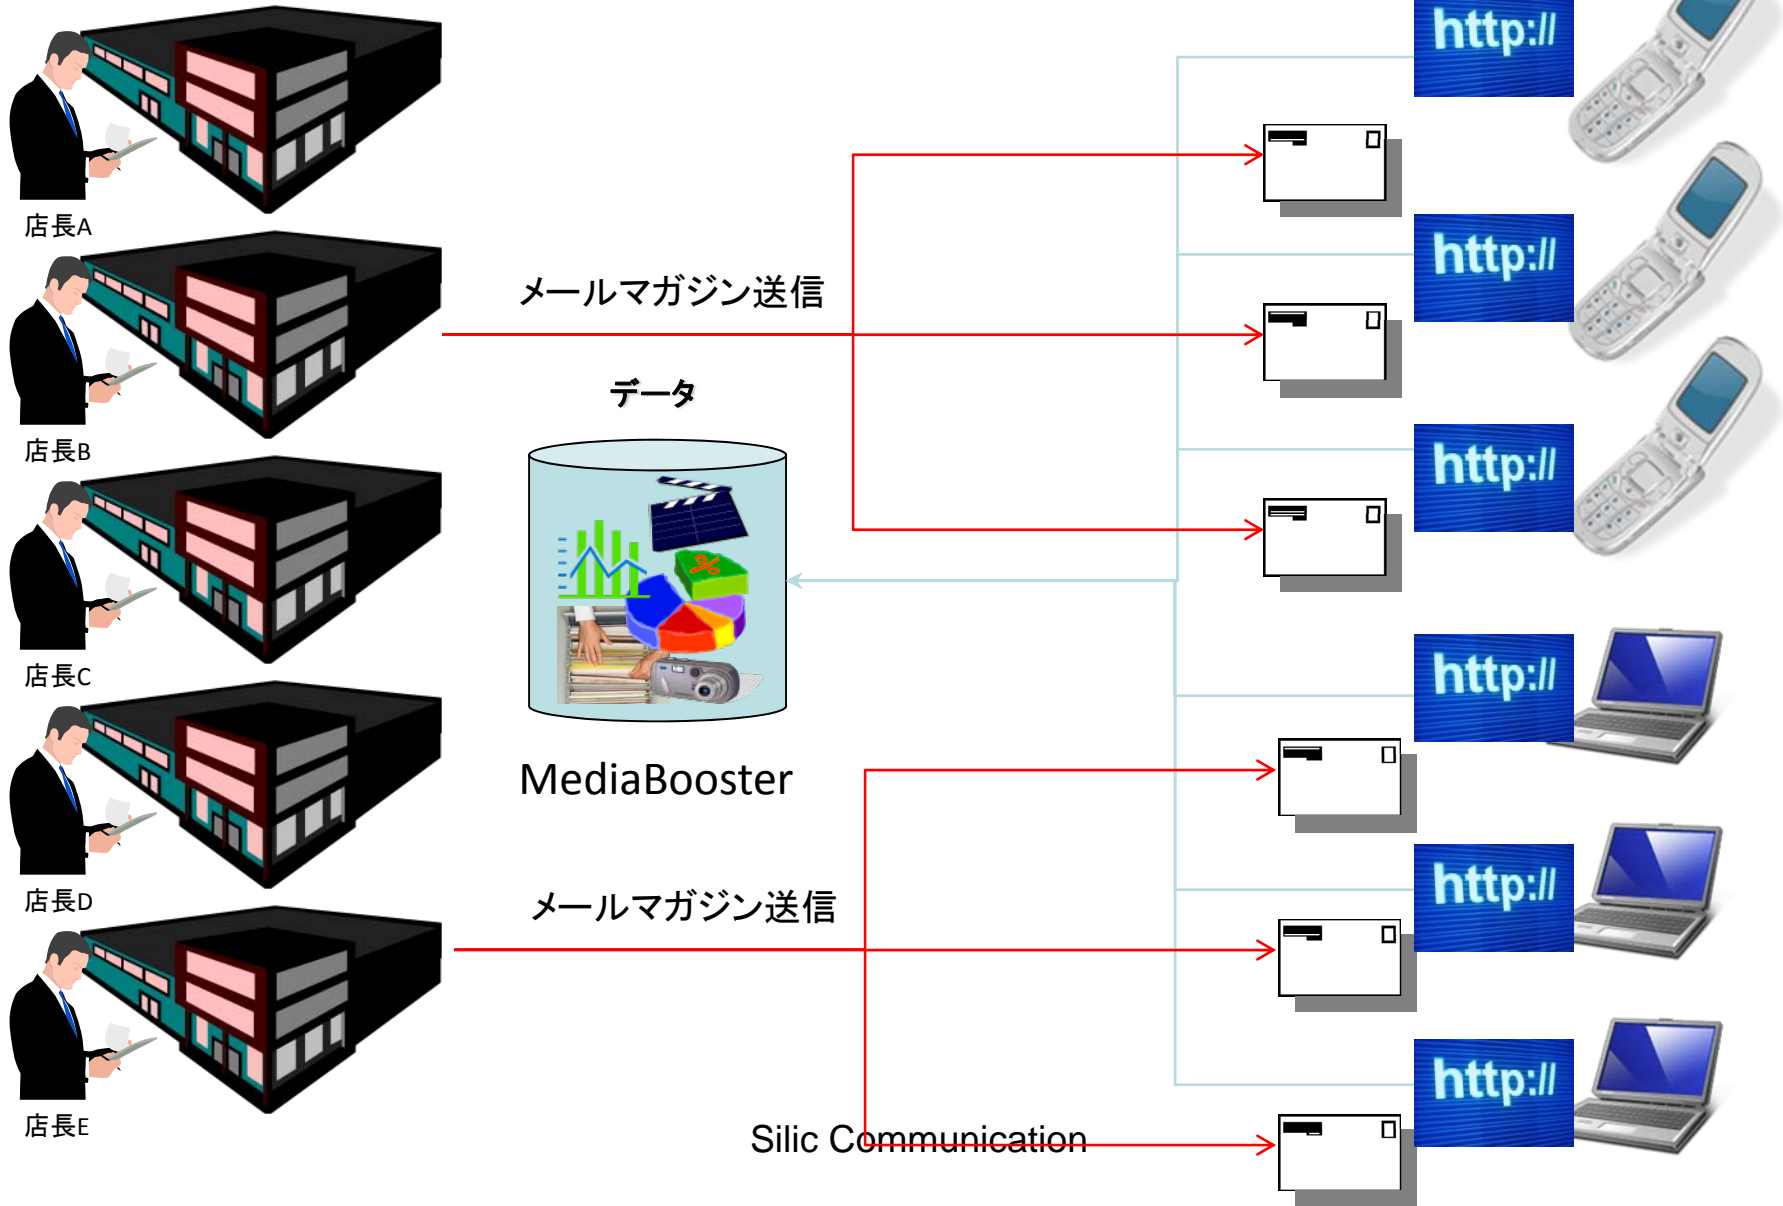 http://
店長A
http://
メールマガジン送信
データ
店長B
http://
店長C
http://
MediaBooster
店長D
http://
メールマガジン送信
http://
店長E
Silic Communication